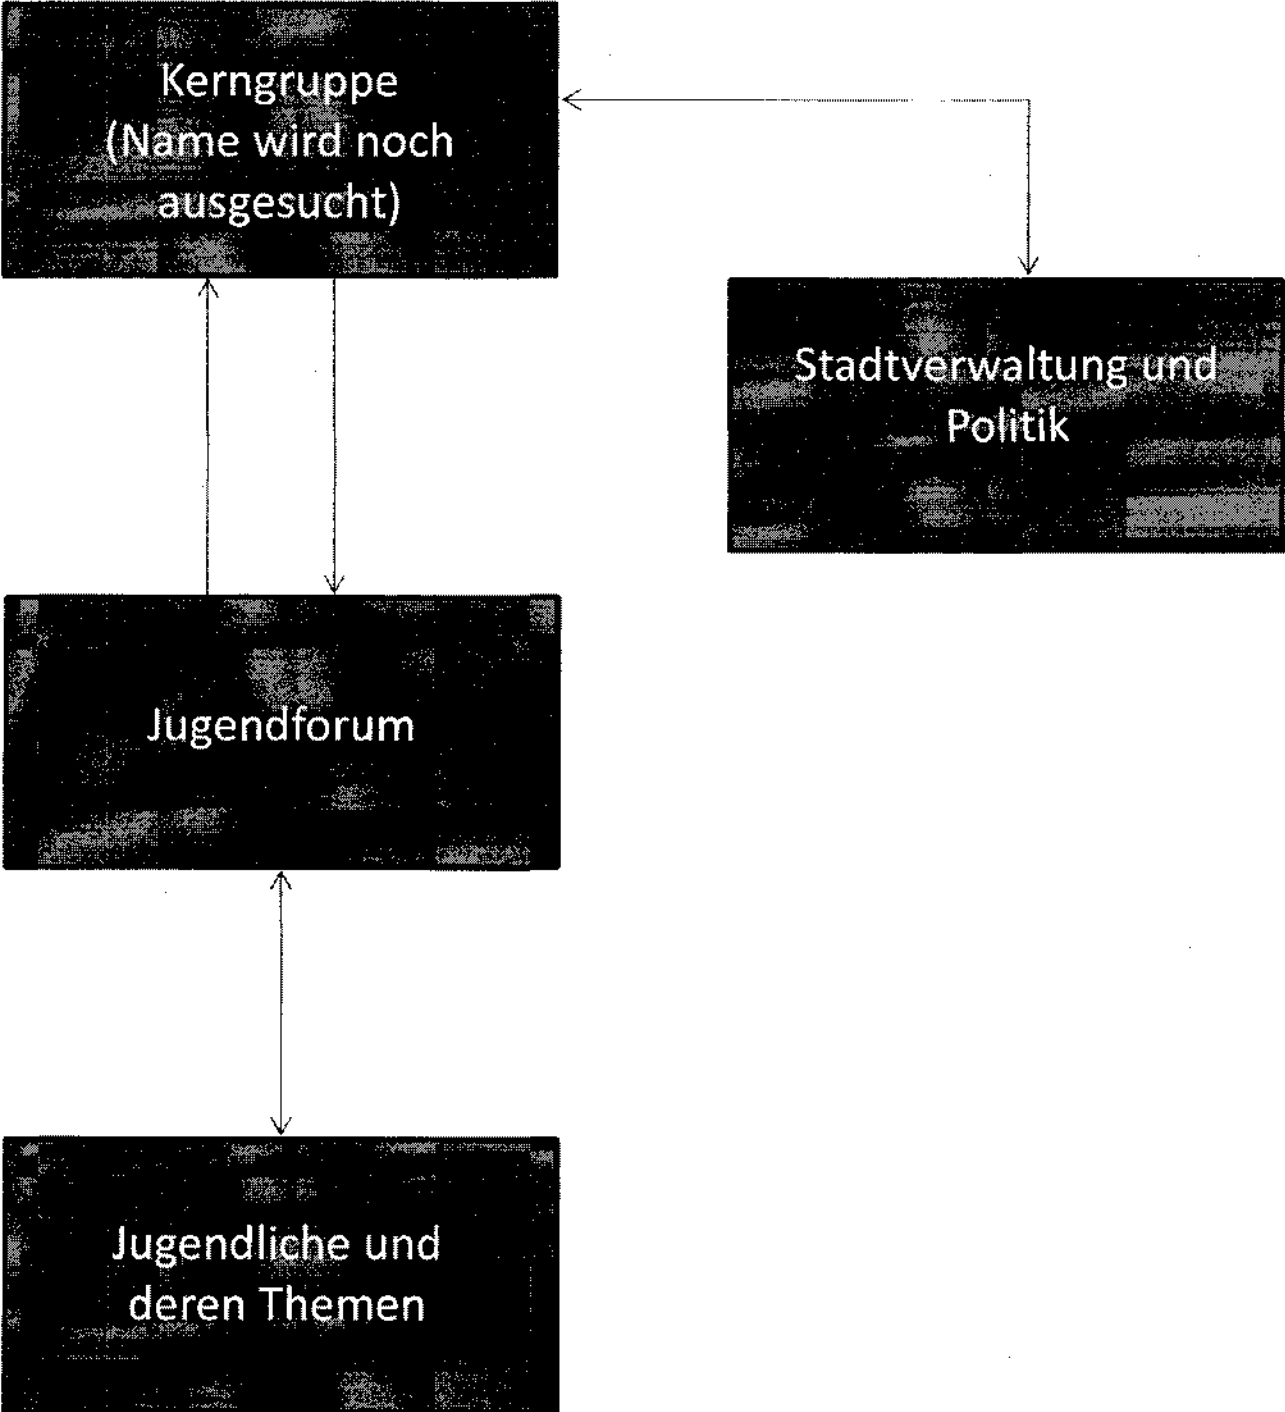 Kerngruppe
(Name wird noch
ausgesucht)
Stadtverwaltung und
Politik
Jugendforum
Jugendliche und
deren Themen